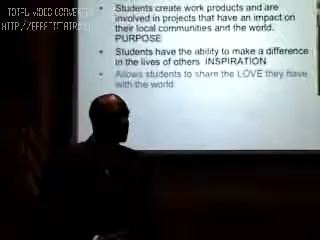 TOTAL VIDEO CONVERTER
• Students create work products and are
involved in projects that have an impact on
their local communities and the world.
PURPOSE
• Students have the ability to make a difference
in the lives of others INSPIRATION
• Allows students to share the LOVE they have
with the world